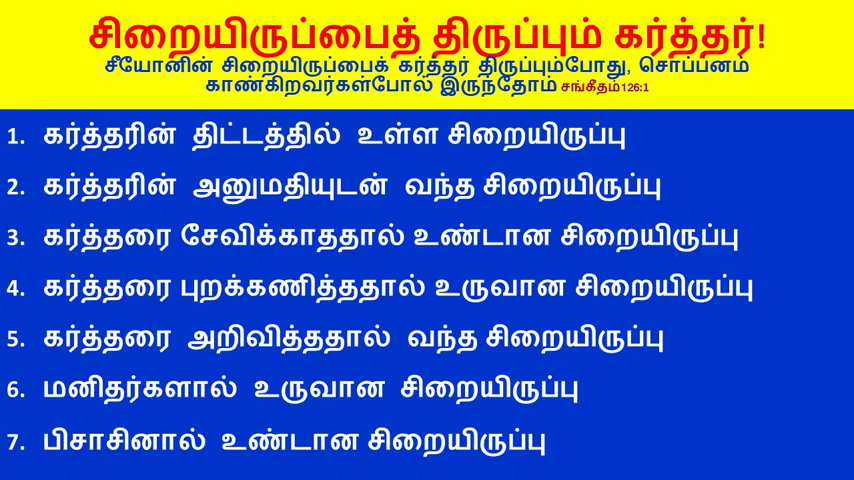 சிறையிருப்பைத் திருப்பும் கர்த்தர்!
சீயோனின் சிறையிருப்பைக் கர்த்தர் திருப்பும்போது, சொப்பனம்
காண்கிறவர்கள்போல் இருந்தோம் சங்கீதம்126:1
1. கர்த்தரின் திட்டத்தில் உள்ள சிறையிருப்பு
2. கர்த்தரின் அனுமதியுடன் வந்த சிறையிருப்பு
3. கர்த்தரை சேவிக்காததால் உண்டான சிறையிருப்பு
4. கர்த்தரை புறக்கணித்ததால் உருவான சிறையிருப்பு
5. கர்த்தரை அறிவித்ததால் வந்த சிறையிருப்பு
6. மனிதர்களால் உருவான சிறையிருப்பு
7. பிசாசினால் உண்டான சிறையிருப்பு